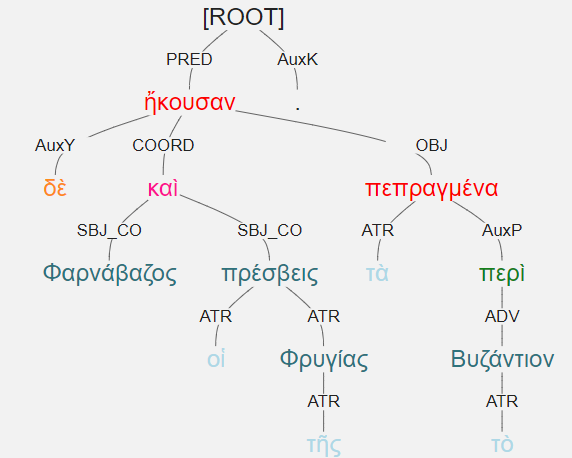 [ROOT]
PRED AuxK
ἤκουσαν .
AuxY COORD OBJ
δὲ καὶ πεπραγμένα
SBJ_CO SBJ_CO ATR AuxP
Φαρνάβαζος πρέσβεις τὰ περὶ
ATR ATR ADV
οἱ Φρυγίας Βυζάντιον
ATR ATR
τῆς τὸ